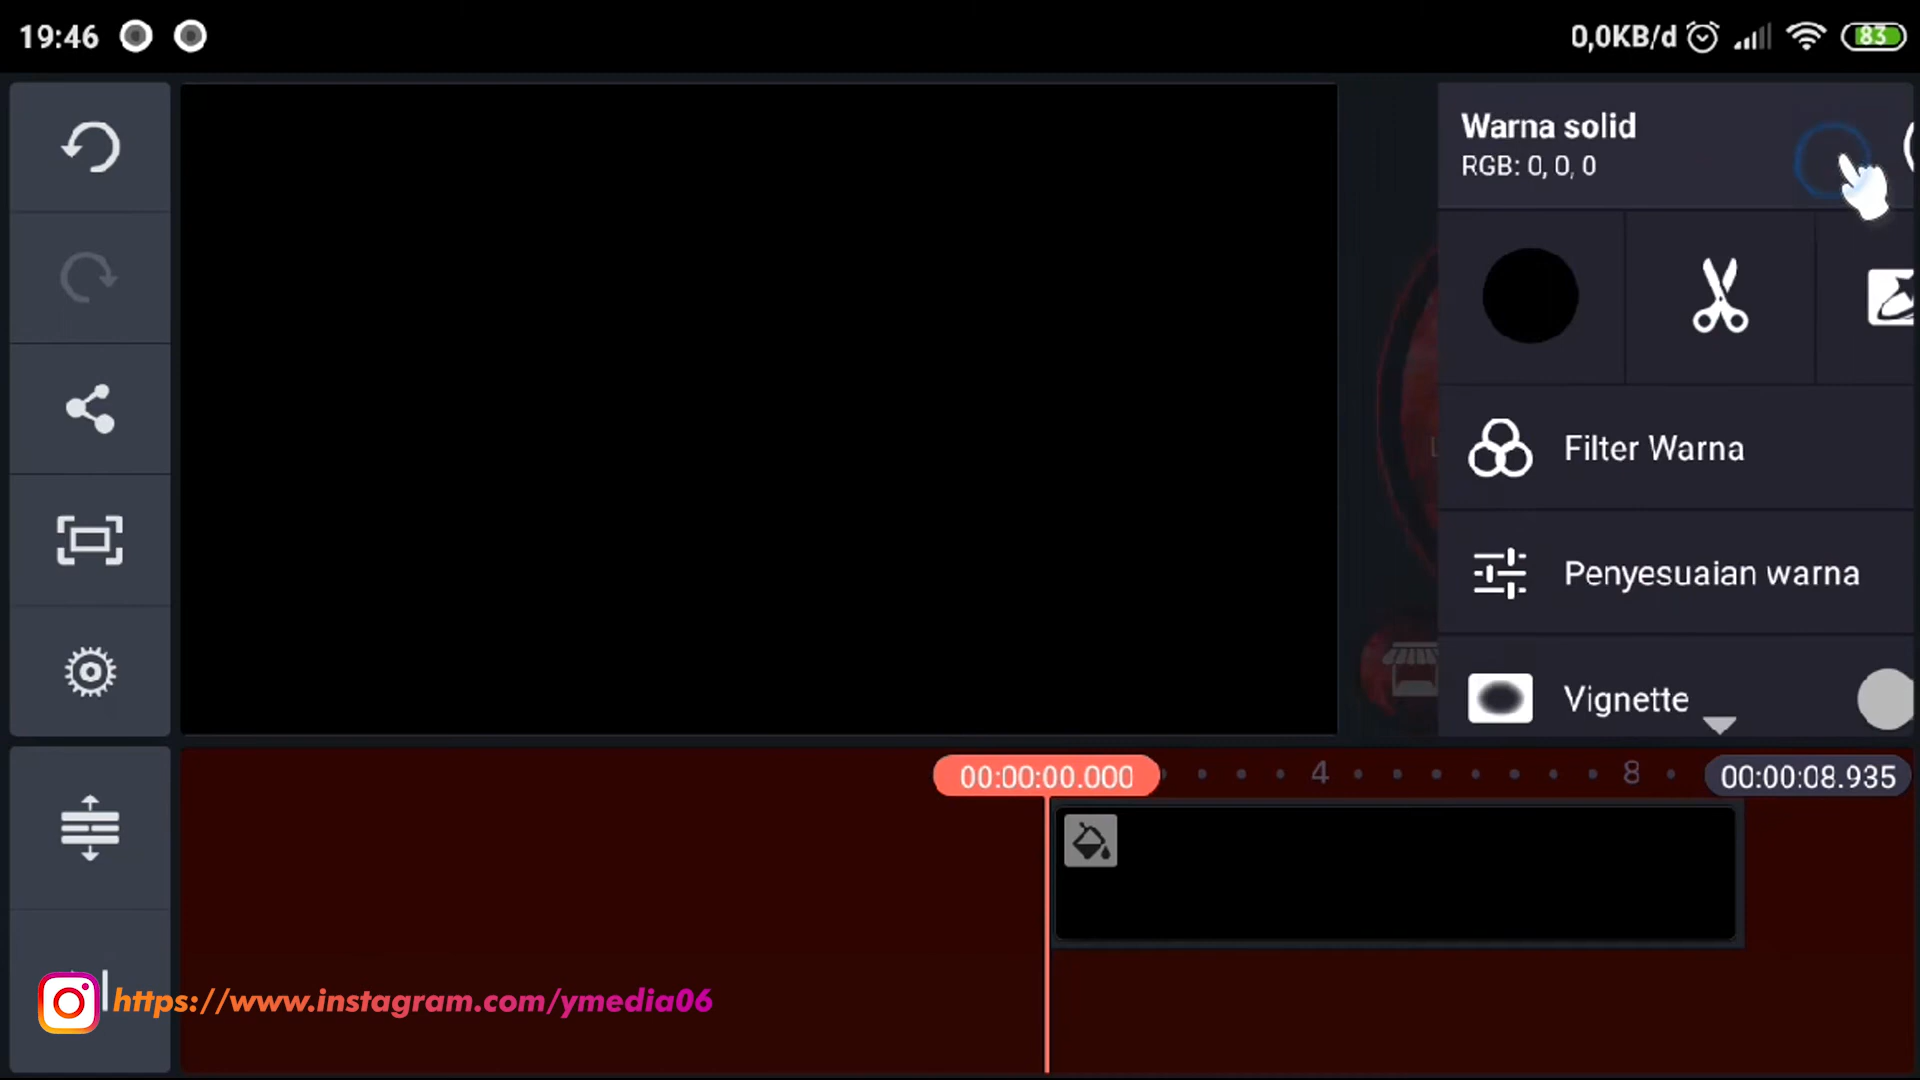 19:46
0,0KB/d
83
Warna solid
RGB: 0, 0, 0
Filter Warna
Penyesuaian warna
Vignette
00:00:00.000
4
8
00:00:08.935
https://www.instagram.com/ymedia06